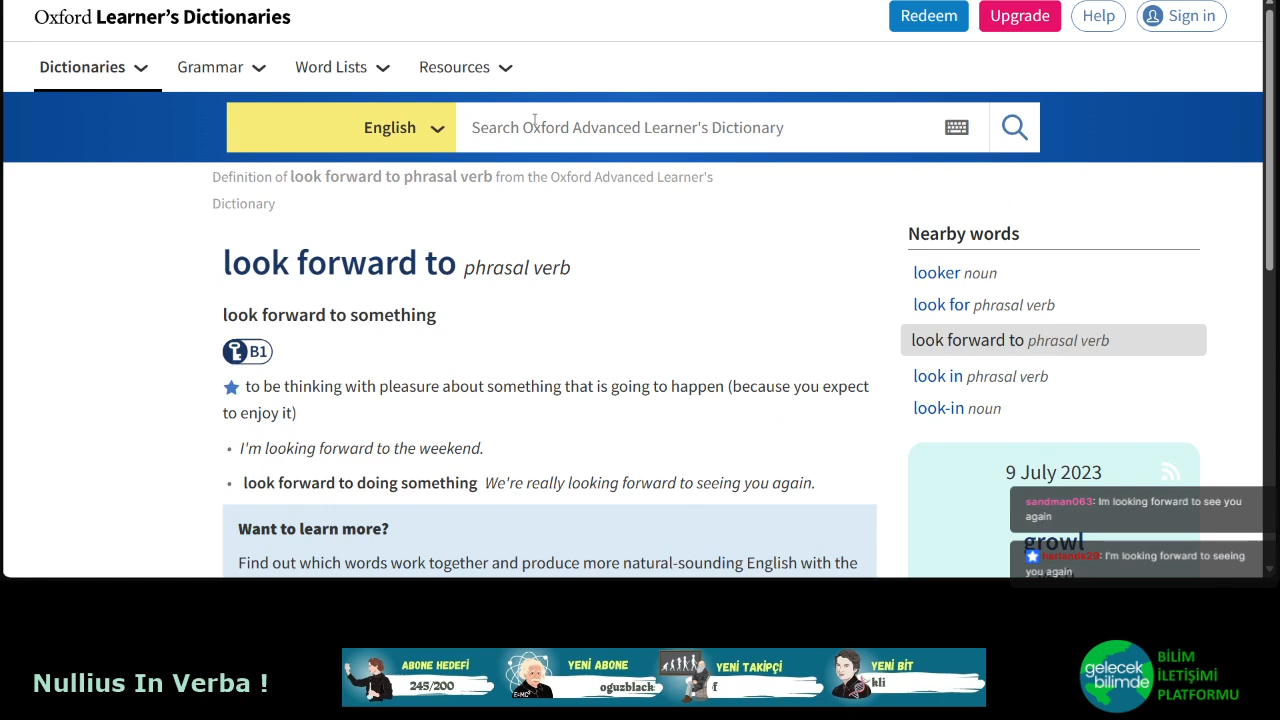 Oxford Learner's Dictionaries
Redeem
Upgrade
Help
Sign in
Dictionaries
Grammar
Word Lists
Resources
English
Search Oxford Advanced Learner's Dictionary
Definition of look forward to phrasal verb from the Oxford Advanced Learner's
Dictionary
look forward to phrasal verb
look forward to something
B1
to be thinking with pleasure about something that is going to happen (because you expect
to enjoy it)
I'm looking forward to the weekend.
look forward to doing something We're really looking forward to seeing you again.
Want to learn more?
Find out which words work together and produce more natural-sounding English with the
Nearby words
looker noun
look for phrasal verb
look forward to phrasal verb
look in phrasal verb
look-in noun
9 July 2023
sandman063: Im looking forward to see you
again
growl
: I'm looking forward to seeing
you again
Nullius In Verba !
ABONE HEDEFİ
245/200
E=MC²
YENİ ABONE
oguzblack
YENİ TAKİPÇİ
f
YENİ BİT
kli
gelecek
bilimde
BİLİM
İLETİŞİMİ
PLATFORMU